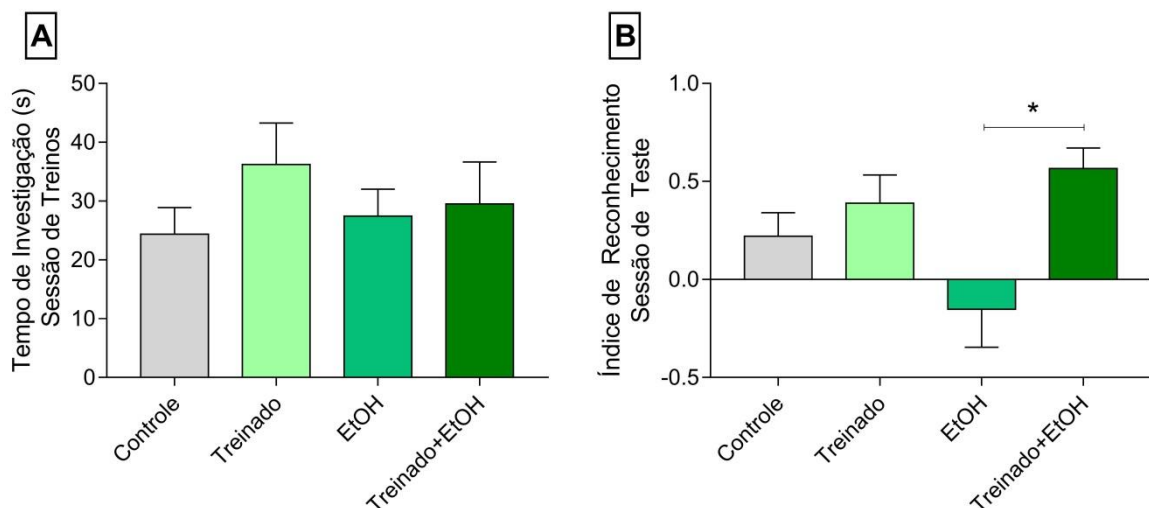 A
Tempo de Investigação (s)
Sessão de Treinos
50
40
30
20
10
0
Controle
Treinado
EtOH
Treinado+EtOH
B
Índice de Reconhecimento
Sessão de Teste
1.0
0.5
0.0
-0.5
*
Controle
Treinado
EtOH
Treinado+EtOH